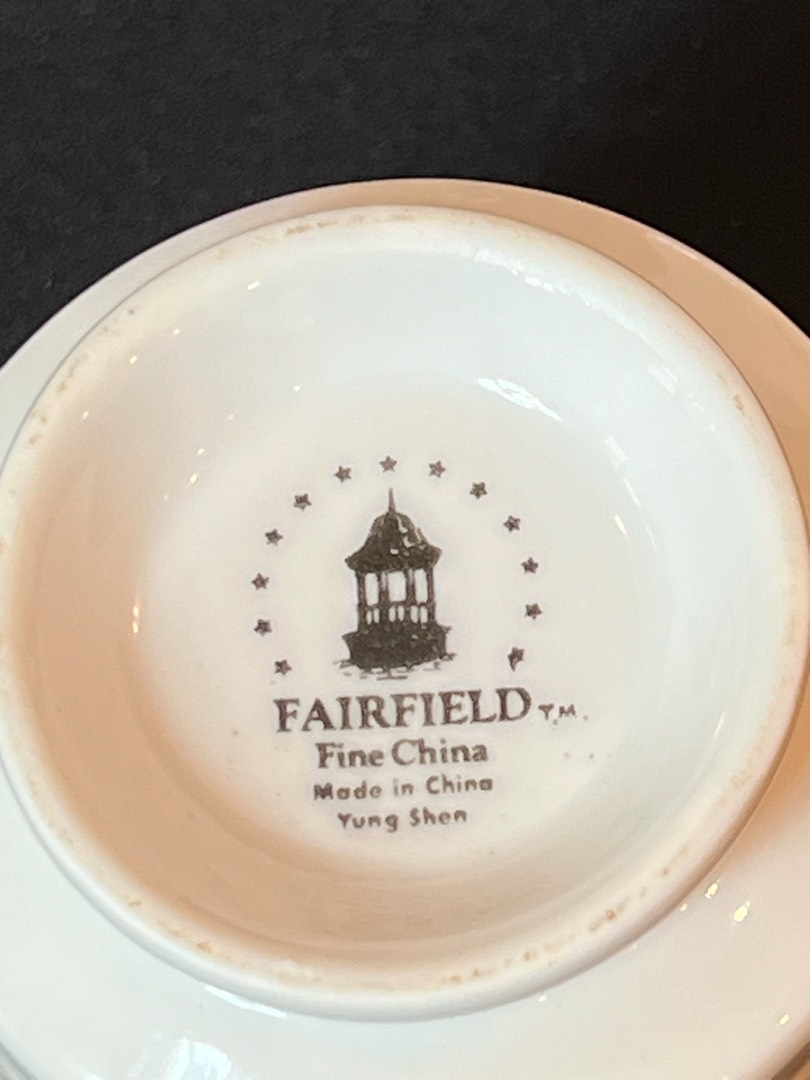 FAIRFIELD T.M.
Fine China
Made in China
Yung Shen